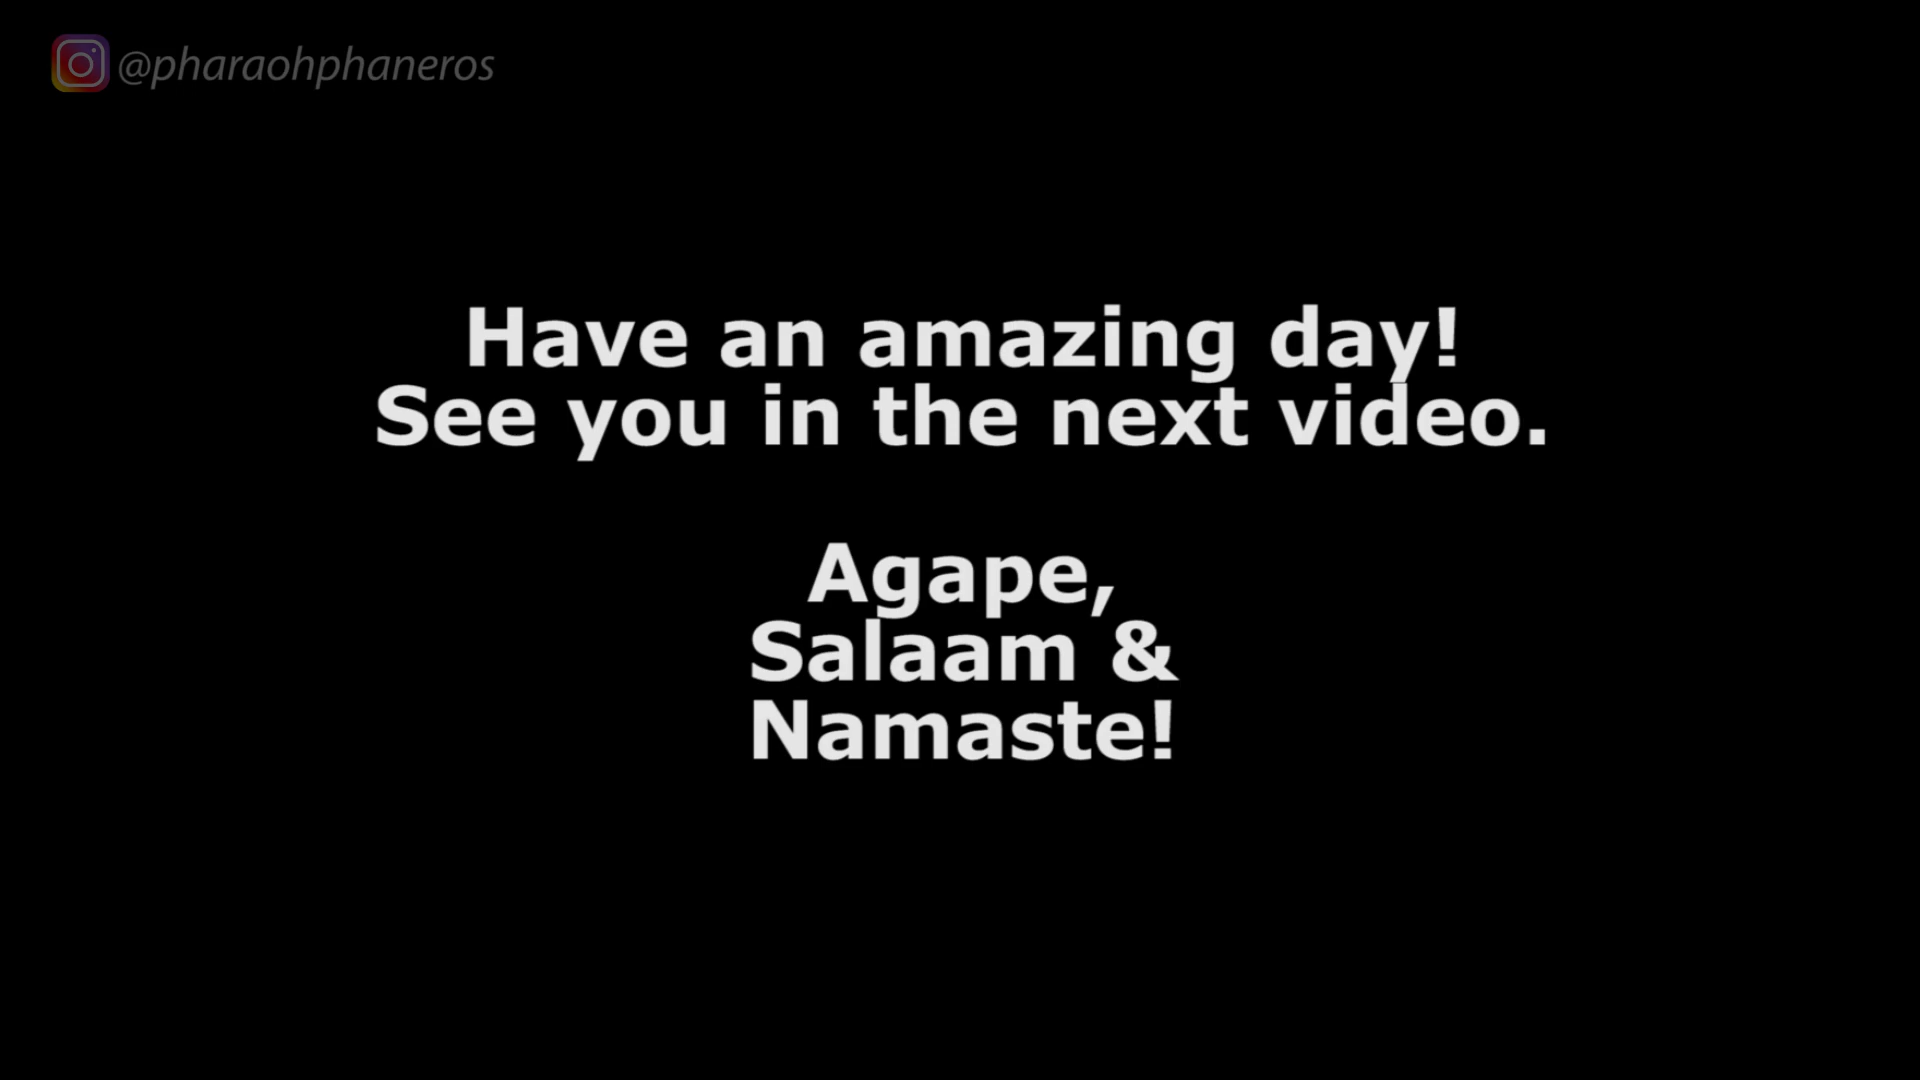 @pharaohphaneros
Have an amazing day!
See you in the next video.
Agape,
Salaam &
Namaste!